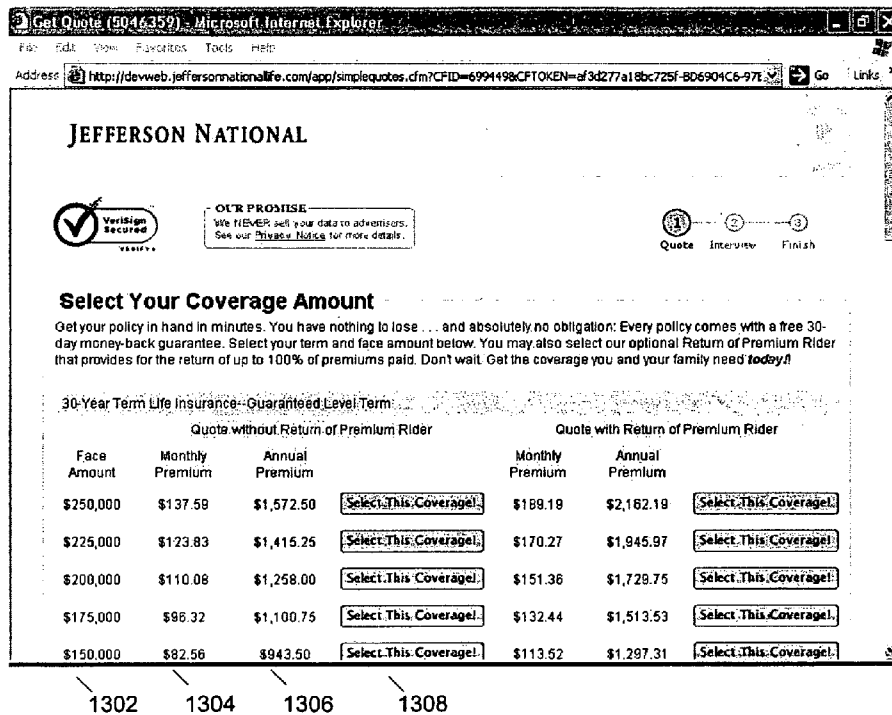 Get Quote (5046359) - Microsoft Internet Explorer
File Edit View Favorites Tools Help
Address http://devweb.jeffersonnationallife.com/app/simplequotes.cfm?CFID=699449&CFTOKEN=af3d277a18bc725f-BD6904C6-97E Go Links
JEFFERSON NATIONAL
VeriSign Secured
VERIFY
OUR PROMISE
We NEVER sell your data to advertisers.
See our Privacy Notice for more details.
1 2 3
Quote Interview Finish
Select Your Coverage Amount
Get your policy in hand in minutes. You have nothing to lose . . . and absolutely no obligation: Every policy comes with a free 30-
day money-back guarantee. Select your term and face amount below. You may also select our optional Return of Premium Rider
that provides for the return of up to 100% of premiums paid. Don't wait. Get the coverage you and your family need today!!
30-Year Term Life Insurance--Guaranteed Level Term
Quote without Return of Premium Rider Quote with Return of Premium Rider
Face Amount Monthly Premium Annual Premium Monthly Premium Annual Premium
$250,000 $137.59 $1,572.50 Select This Coverage! $189.19 $2,162.19 Select This Coverage!
$225,000 $123.83 $1,415.25 Select This Coverage! $170.27 $1,945.97 Select This Coverage!
$200,000 $110.08 $1,258.00 Select This Coverage! $151.36 $1,729.75 Select This Coverage!
$175,000 $96.32 $1,100.75 Select This Coverage! $132.44 $1,513.53 Select This Coverage!
$150,000 $82.56 $943.50 Select This Coverage! $113.52 $1,297.31 Select This Coverage!
1302 1304 1306 1308